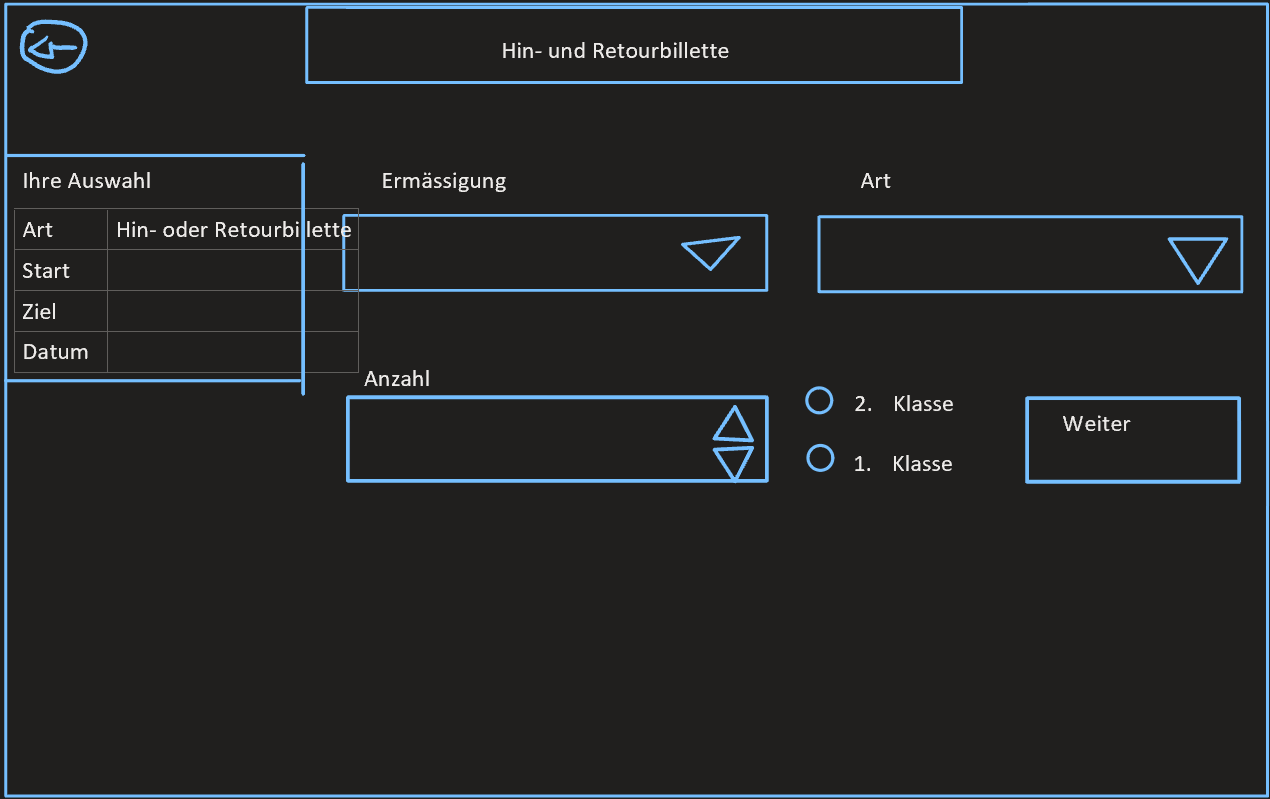 Hin- und Retourbillette
Ihre Auswahl
Art Hin- oder Retourbillette
Start
Ziel
Datum
Ermässigung
Art
Anzahl
2. Klasse
1. Klasse
Weiter